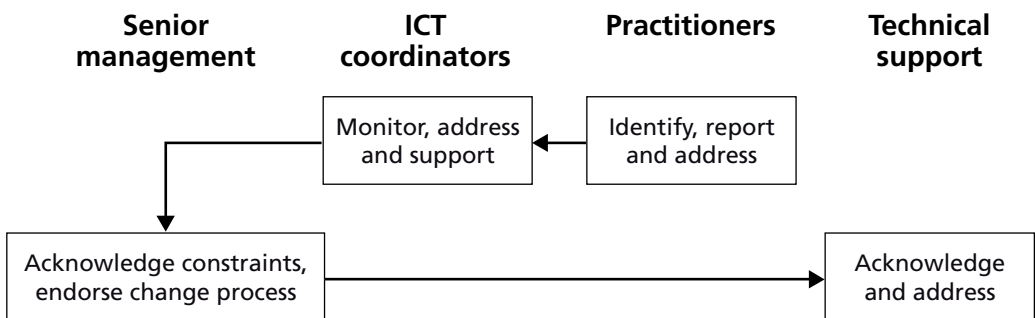 Senior
management
ICT
coordinators
Practitioners
Technical
support
Monitor, address
and support
Identify, report
and address
Acknowledge constraints,
endorse change process
Acknowledge
and address